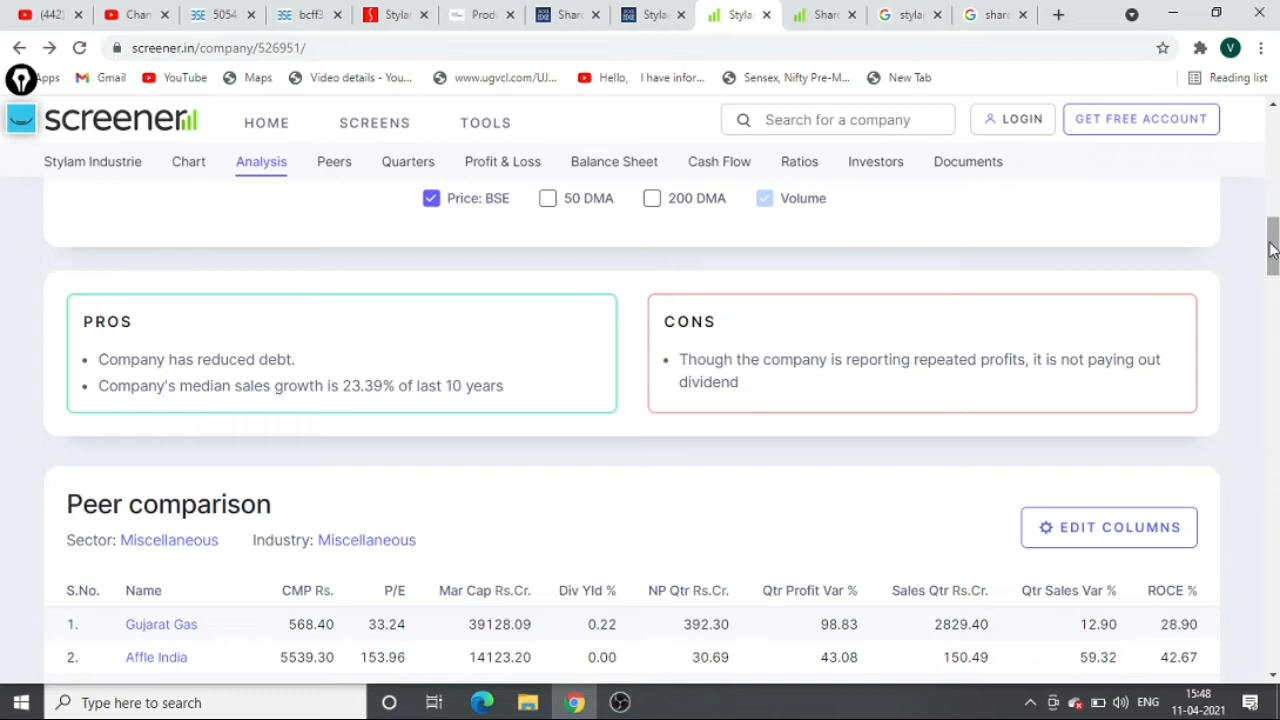 (442)
Chan
5054
bcff3
Stylar
Prod
Shar
Stylar
Stylar
Shar
stylar
share
screener.in/company/526951/
V
Apps
Gmail
YouTube
Maps
Video details - You...
www.ugvcl.com/UJ...
Hello, I have infor...
Sensex, Nifty Pre-M...
New Tab
Reading list
screener
HOME
SCREENS
TOOLS
Search for a company
LOGIN
GET FREE ACCOUNT
Stylam Industrie
Chart
Analysis
Peers
Quarters
Profit & Loss
Balance Sheet
Cash Flow
Ratios
Investors
Documents
Price: BSE
50 DMA
200 DMA
Volume
PROS
Company has reduced debt.
Company's median sales growth is 23.39% of last 10 years
CONS
Though the company is reporting repeated profits, it is not paying out
dividend
Peer comparison
Sector: Miscellaneous
Industry: Miscellaneous
EDIT COLUMNS
S.No. Name CMP Rs. P/E Mar Cap Rs.Cr. Div Yld % NP Qtr Rs.Cr. Qtr Profit Var % Sales Qtr Rs.Cr. Qtr Sales Var % ROCE %
1. Gujarat Gas 568.40 33.24 39128.09 0.22 392.30 98.83 2829.40 12.90 28.90
2. Affle India 5539.30 153.96 14123.20 0.00 30.69 43.08 150.49 59.32 42.67
Type here to search
ENG
15:48
11-04-2021